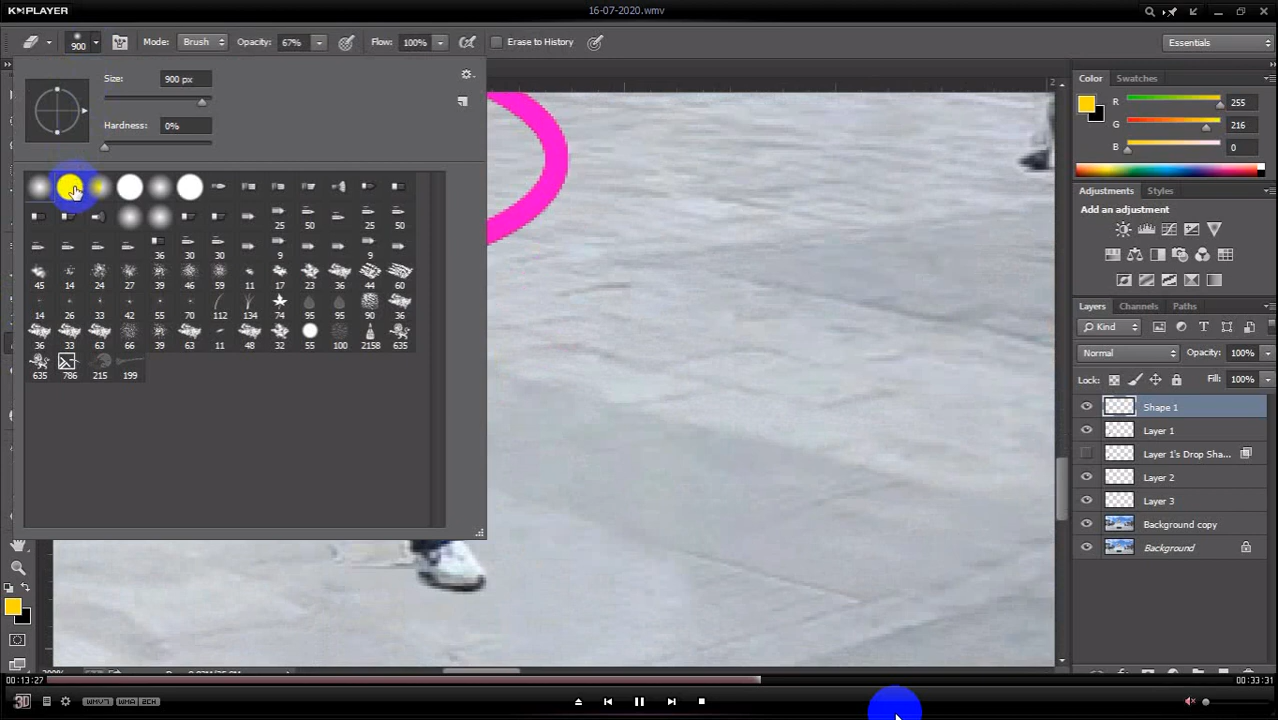 KMPLAYER
16-07-2020.wmv
900
Mode: Brush
Opacity: 67%
Flow: 100%
Erase to History
Essentials
Size: 900 px
Hardness: 0%
25 50 25 50
36 30 30 9 9
45 14 24 27 39 46 59 11 17 23 36 44 60
14 26 33 42 55 70 112 134 74 95 95 90 36
36 33 63 66 39 63 11 48 32 55 100 2158 635
635 786 215 199
2
Color Swatches
R 255
G 216
B 0
Adjustments Styles
Add an adjustment
Layers Channels Paths
Kind
Normal Opacity: 100%
Lock: Fill: 100%
Shape 1
Layer 1
Layer 1's Drop Sha...
Layer 2
Layer 3
Background copy
Background
00:13:27
00:33:31
3D WMV7 WMA 2CH